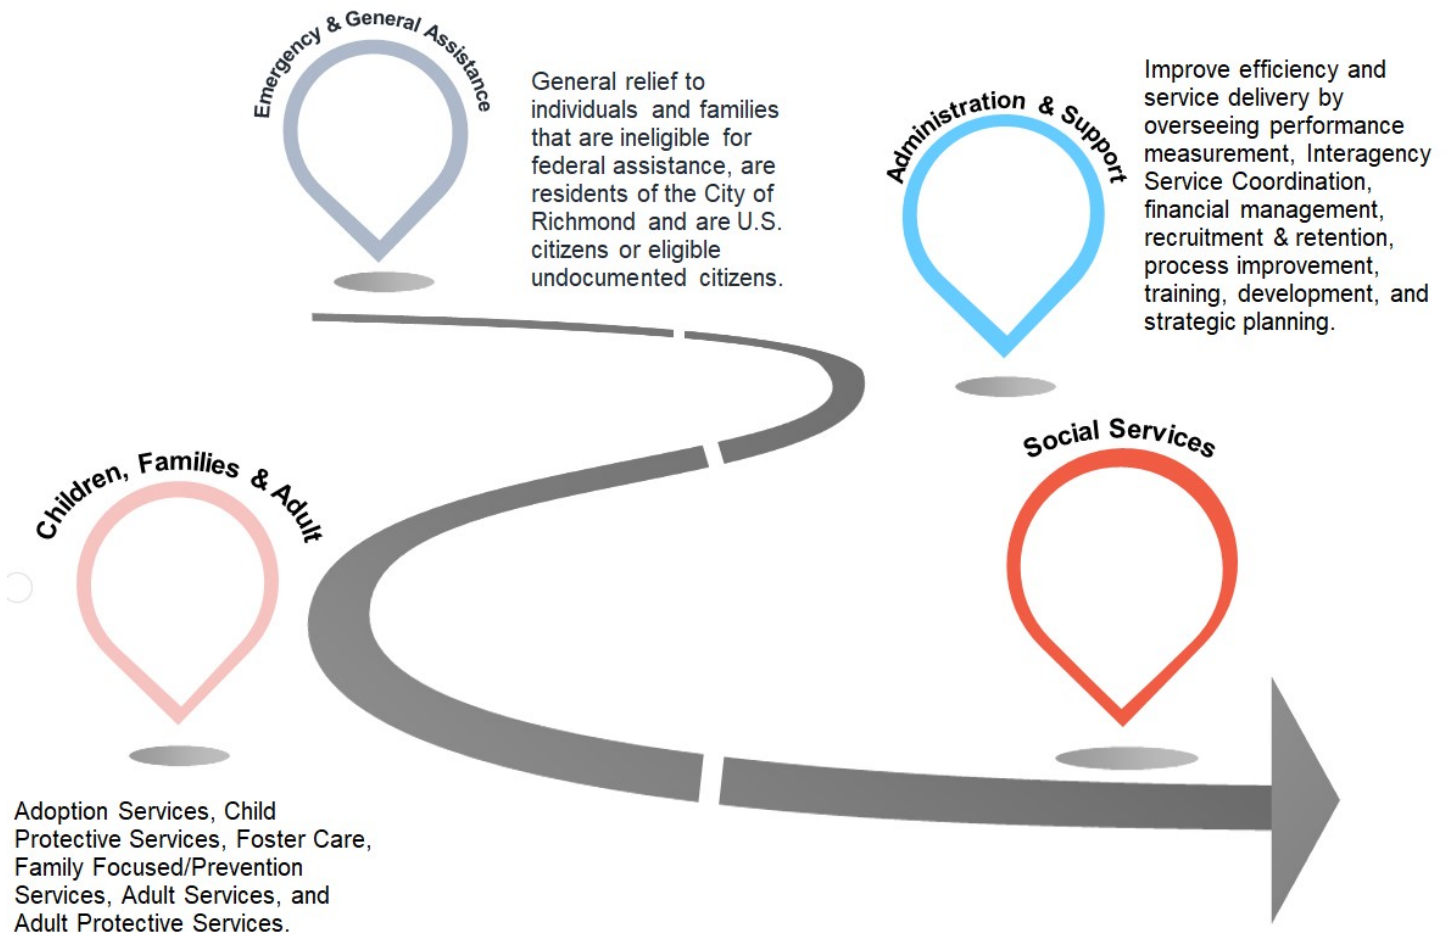 Emergency & General Assistance
General relief to
individuals and families
that are ineligible for
federal assistance, are
residents of the City of
Richmond and are U.S.
citizens or eligible
undocumented citizens.
Administration & Support
Improve efficiency and
service delivery by
overseeing performance
measurement, Interagency
Service Coordination,
financial management,
recruitment & retention,
process improvement,
training, development, and
strategic planning.
Children, Families & Adult
Adoption Services, Child
Protective Services, Foster Care,
Family Focused/Prevention
Services, Adult Services, and
Adult Protective Services.
Social Services